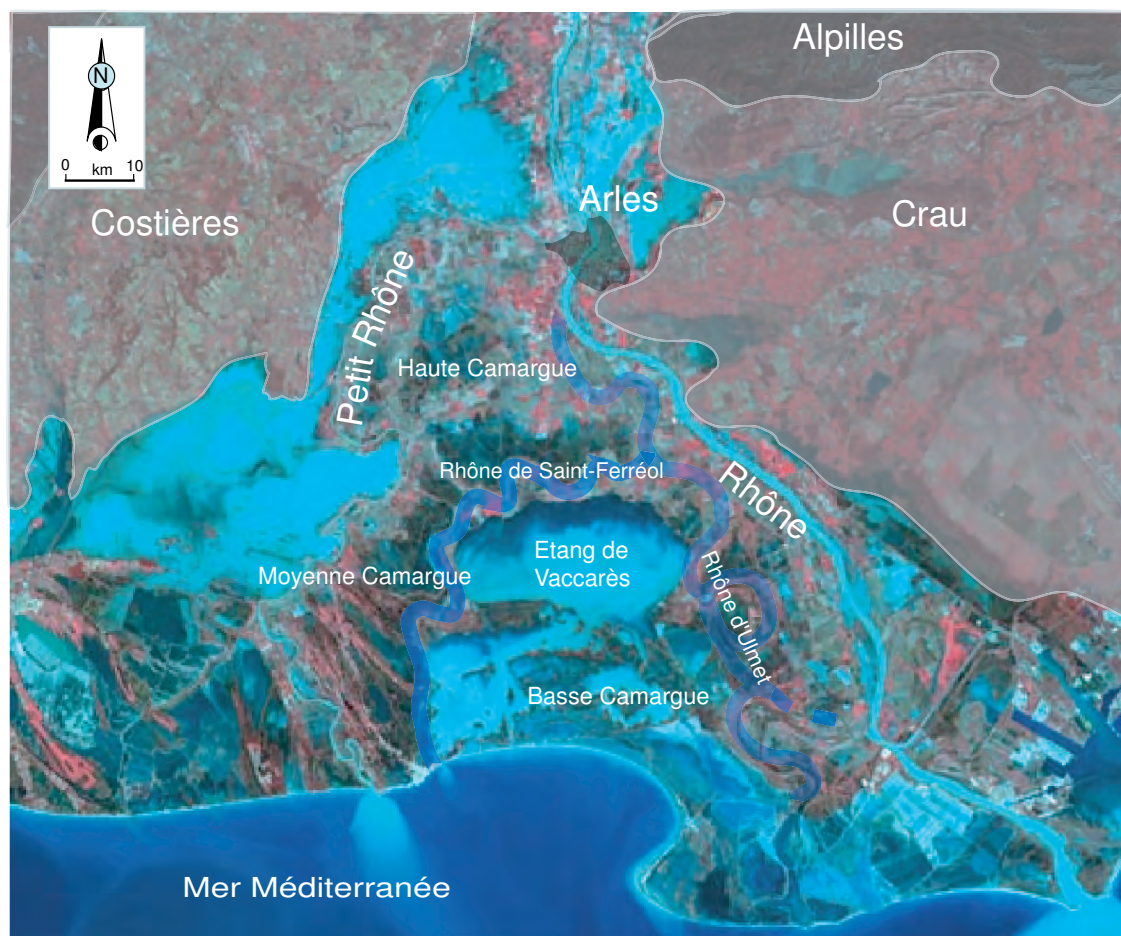 Alpilles
N
0 10
km
Costières
Arles
Crau
Petit Rhône
Haute Camargue
Rhône de Saint-Ferréol
Rhône
Etang de
Vaccarès
Moyenne Camargue
Rhône d'Ulmet
Basse Camargue
Mer Méditerranée